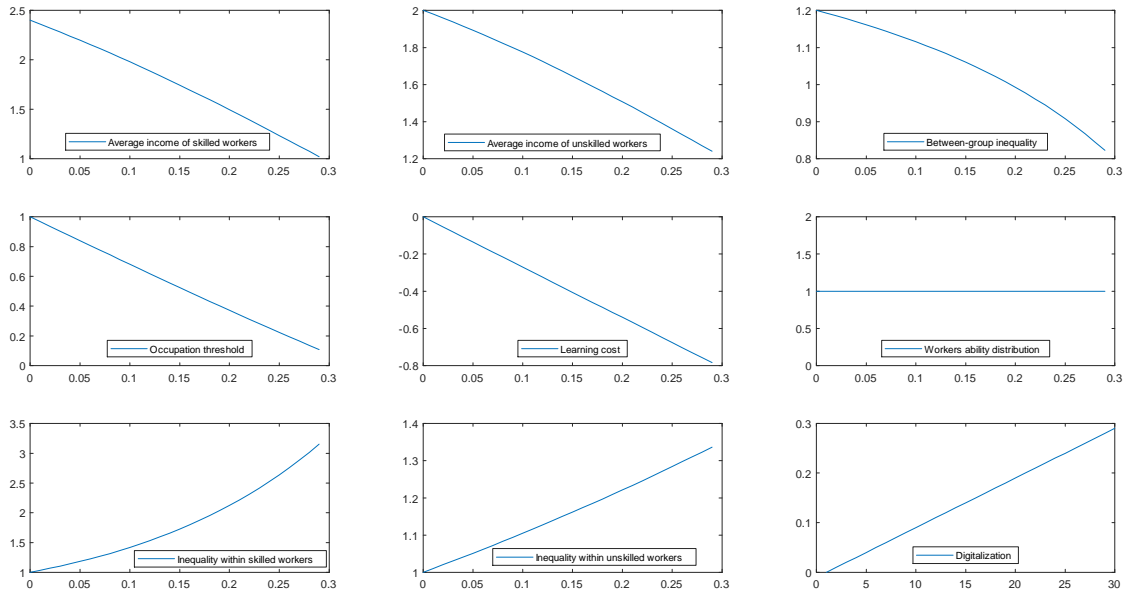 2.5
2
1.5
1
Average income of skilled workers
0 0.05 0.1 0.15 0.2 0.25 0.3
2
1.8
1.6
1.4
1.2
Average income of unskilled workers
0 0.05 0.1 0.15 0.2 0.25 0.3
1.2
1.1
1
0.9
0.8
Between-group inequality
0 0.05 0.1 0.15 0.2 0.25 0.3
1
0.8
0.6
0.4
0.2
0
Occupation threshold
0 0.05 0.1 0.15 0.2 0.25 0.3
0
-0.2
-0.4
-0.6
-0.8
Learning cost
0 0.05 0.1 0.15 0.2 0.25 0.3
2
1.5
1
0.5
0
Workers ability distribution
0 0.05 0.1 0.15 0.2 0.25 0.3
3.5
3
2.5
2
1.5
1
Inequality within skilled workers
0 0.05 0.1 0.15 0.2 0.25 0.3
1.4
1.3
1.2
1.1
1
Inequality within unskilled workers
0 0.05 0.1 0.15 0.2 0.25 0.3
0.3
0.2
0.1
0
Digitalization
0 5 10 15 20 25 30